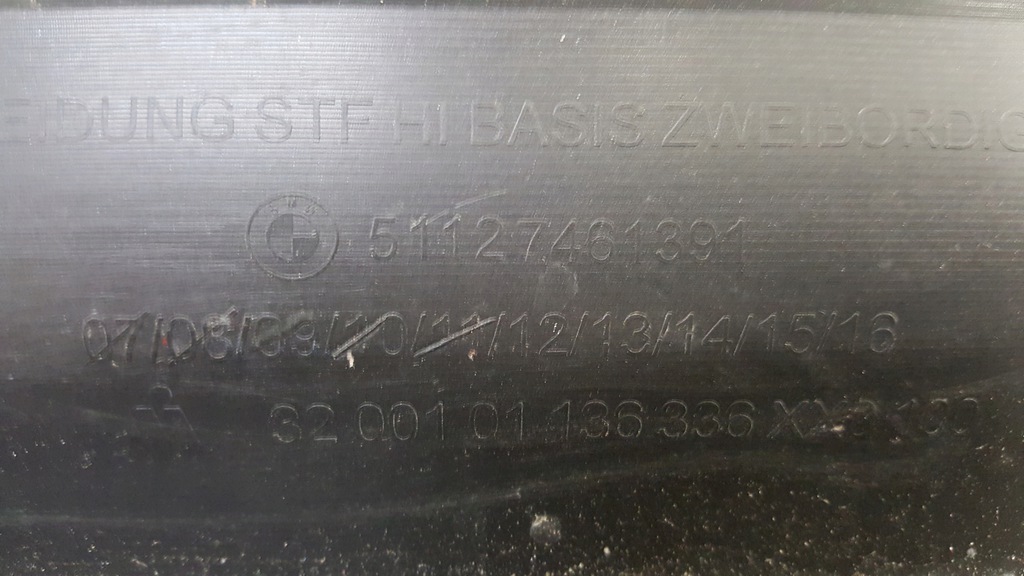 EIDUNG STF HI BASIS ZWEIBORDIG
BMW 51127461391
07/08/09/10/11/12/13/14/15/16
32 001 01 136 336